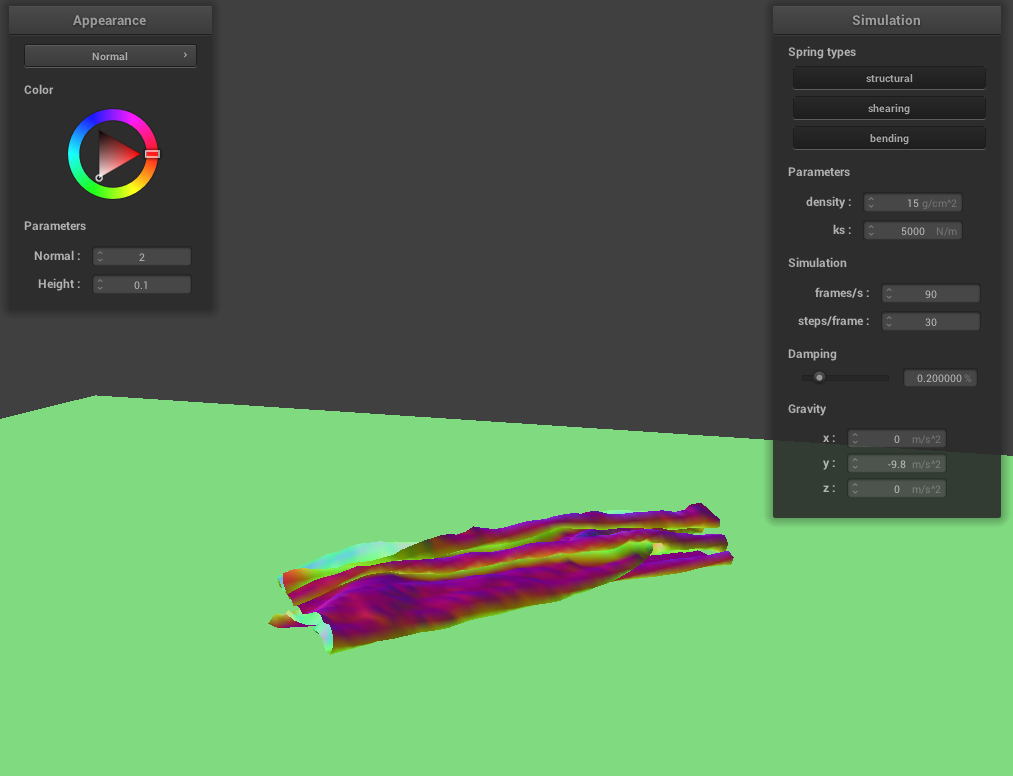 Appearance
Normal
Color
Parameters
Normal : 2
Height : 0.1
Simulation
Spring types
structural
shearing
bending
Parameters
density : 15 g/cm^2
ks : 5000 N/m
Simulation
frames/s : 90
steps/frame : 30
Damping
0.200000 %
Gravity
x : 0 m/s^2
y : -9.8 m/s^2
z : 0 m/s^2